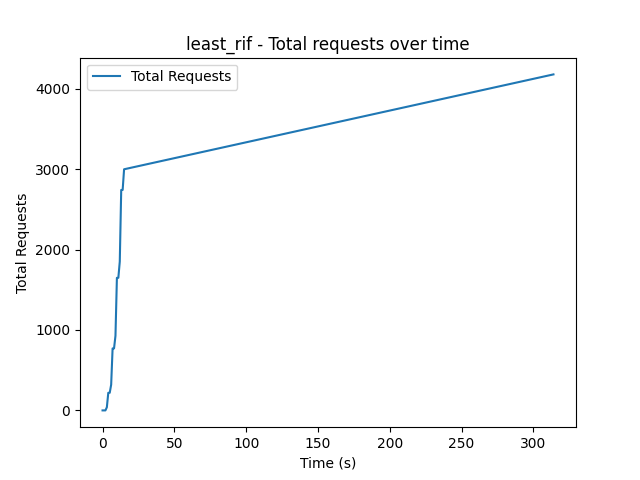 least_rif - Total requests over time
Total Requests
4000
3000
2000
1000
0
Total Requests
0 50 100 150 200 250 300
Time (s)